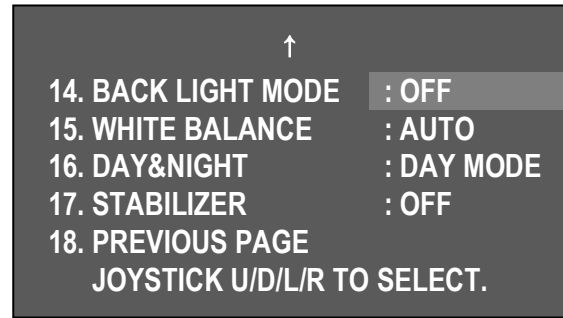 ↑
14. BACK LIGHT MODE : OFF
15. WHITE BALANCE : AUTO
16. DAY&NIGHT : DAY MODE
17. STABILIZER : OFF
18. PREVIOUS PAGE
JOYSTICK U/D/L/R TO SELECT.